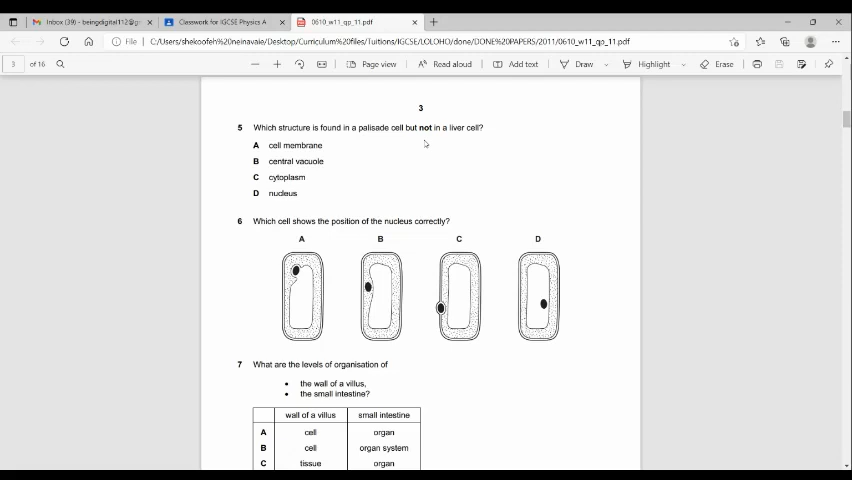 Inbox (39) - beingdigital112@g
Classwork for IGCSE Physics A
0610_w11_qp_11.pdf
File
C:/Users/shekoofeh%20neinavaie/Desktop/Curriculum%20files/Tuitions/IGCSE/LOLOHO/done/DONE%20PAPERS/2011/0610_w11_qp_11.pdf
3 of 16
Page view
Read aloud
Add text
Draw
Highlight
Erase
3
5 Which structure is found in a palisade cell but not in a liver cell?
A cell membrane
B central vacuole
C cytoplasm
D nucleus
6 Which cell shows the position of the nucleus correctly?
A B C D
7 What are the levels of organisation of
• the wall of a villus,
• the small intestine?
wall of a villus small intestine
A cell organ
B cell organ system
C tissue organ